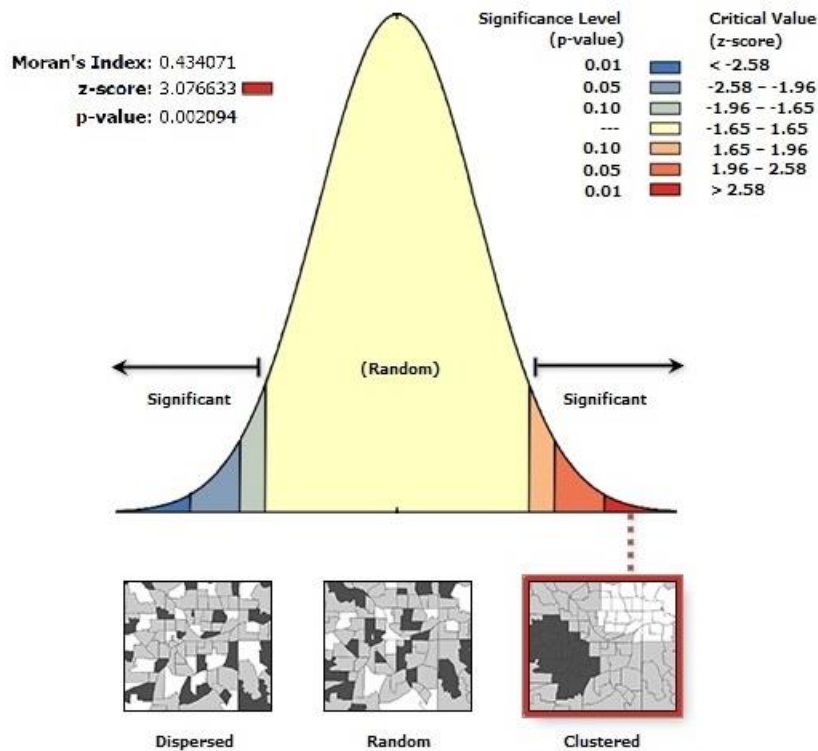 Moran's Index: 0.434071
z-score: 3.076633
p-value: 0.002094
Significance Level
(p-value)
Critical Value
(z-score)
0.01 < -2.58
0.05 -2.58 – -1.96
0.10 -1.96 – -1.65
--- -1.65 – 1.65
0.10 1.65 – 1.96
0.05 1.96 – 2.58
0.01 > 2.58
(Random)
Significant
Significant
Dispersed
Random
Clustered